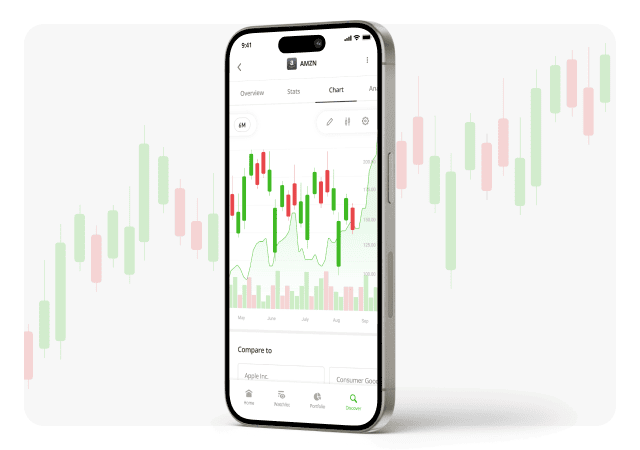 9:41
AMZN
Overview Stats Chart An
6M
May June July Aug Sep
Compare to
Apple Inc.
Consumer Goo
Home Watchlist Portfolio Discover